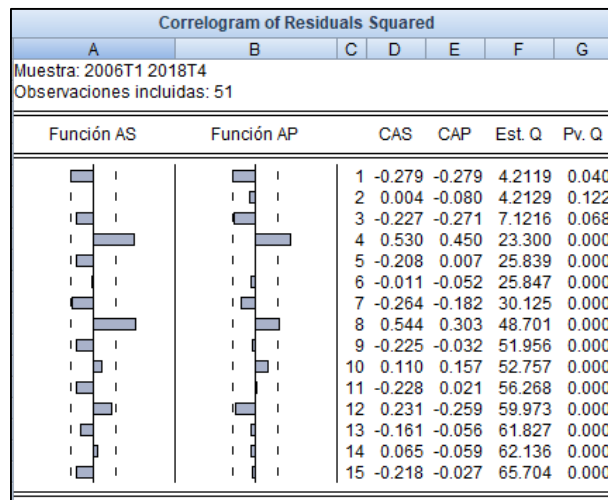 Correlogram of Residuals Squared
A B C D E F G
Muestra: 2006T1 2018T4
Observaciones incluidas: 51
Función AS Función AP CAS CAP Est. Q Pv. Q
1 -0.279 -0.279 4.2119 0.040
2 0.004 -0.080 4.2129 0.122
3 -0.227 -0.271 7.1216 0.068
4 0.530 0.450 23.300 0.000
5 -0.208 0.007 25.839 0.000
6 -0.011 -0.052 25.847 0.000
7 -0.264 -0.182 30.125 0.000
8 0.544 0.303 48.701 0.000
9 -0.225 -0.032 51.956 0.000
10 0.110 0.157 52.757 0.000
11 -0.228 0.021 56.268 0.000
12 0.231 -0.259 59.973 0.000
13 -0.161 -0.056 61.827 0.000
14 0.065 -0.059 62.136 0.000
15 -0.218 -0.027 65.704 0.000